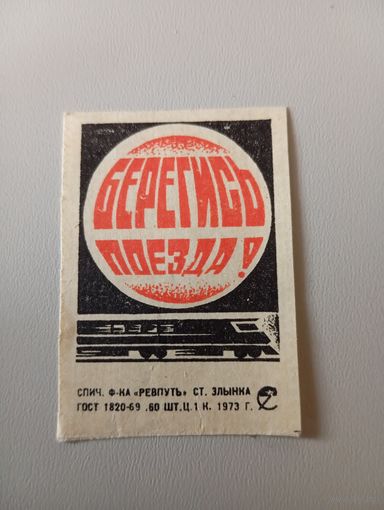 БЕРЕГИСЬ
ПОЕЗДА!
СПИЧ. Ф-КА «РЕВПУТЬ» СТ. ЗЛЫНКА
ГОСТ 1820-69 .60 ШТ.Ц.1 К. 1973 Г.